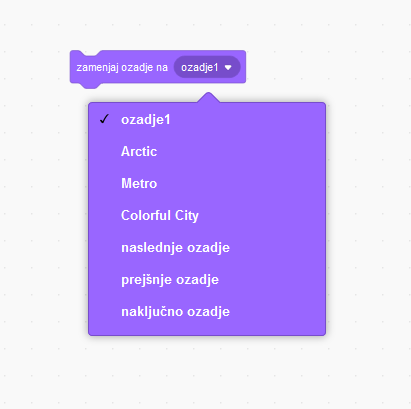 zamenjaj ozadje na ozadje1
ozadje1
Arctic
Metro
Colorful City
naslednje ozadje
prejšnje ozadje
naključno ozadje